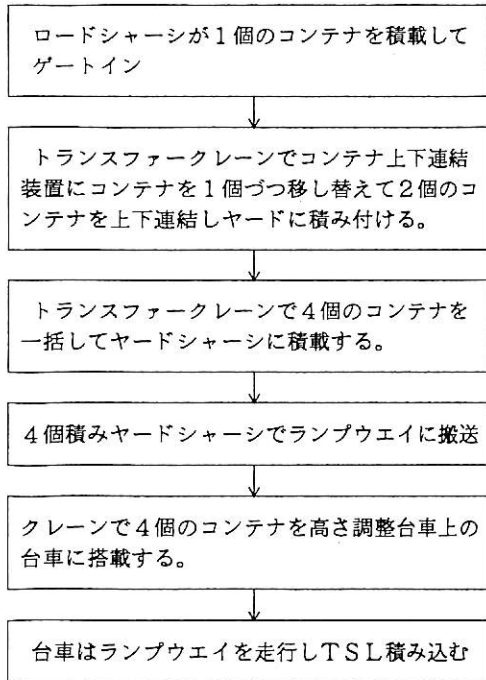 ロードシャーシが1個のコンテナを積載して
ゲートイン
トランスファークレーンでコンテナ上下連結
装置にコンテナを1個づつ移し替えて2個のコ
ンテナを上下連結しヤードに積み付ける。
トランスファークレーンで4個のコンテナを
一括してヤードシャーシに積載する。
4個積みヤードシャーシでランプウエイに搬送
クレーンで4個のコンテナを高さ調整台車上の
台車に搭載する。
台車はランプウエイを走行しTSL積み込む